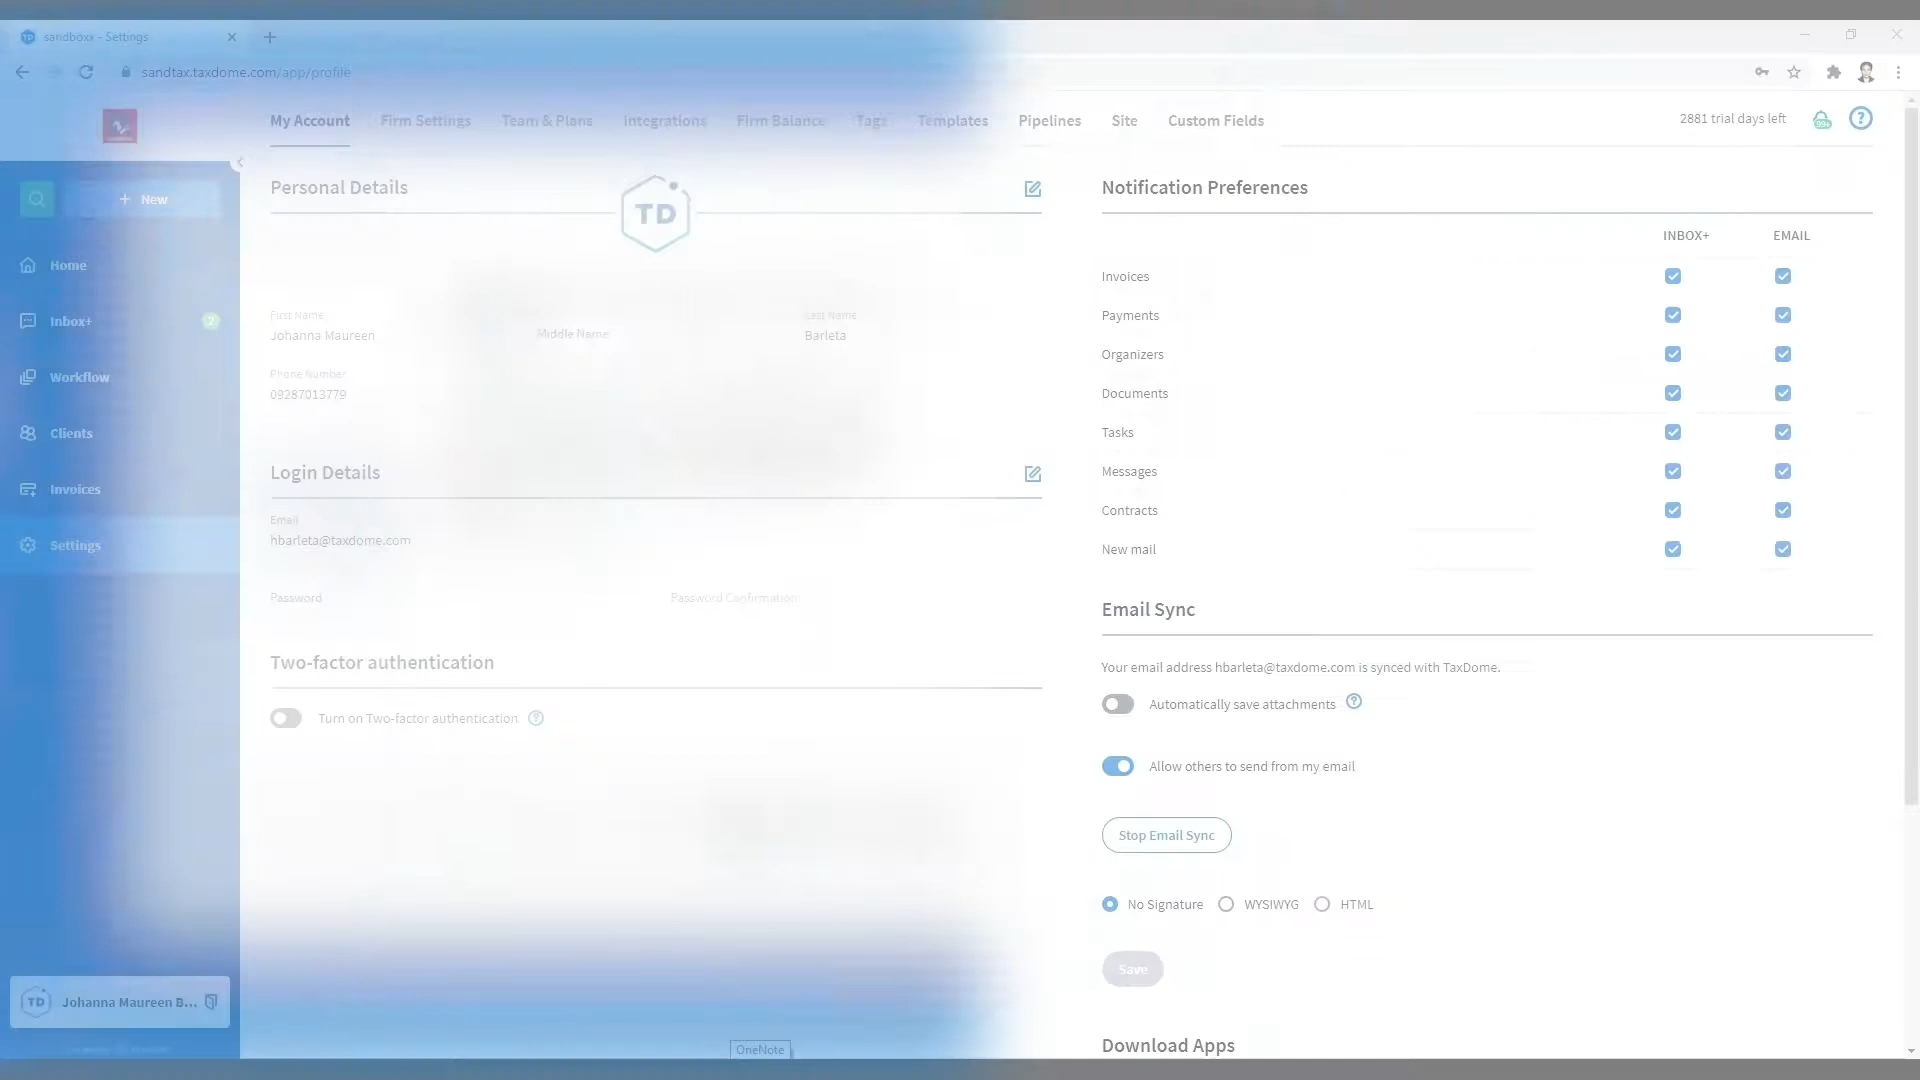 sandboxx - Settings
sandtax.taxdome.com/app/profile
My Account Firm Settings Team & Plans Integrations Firm Balance Tags Templates Pipelines Site Custom Fields
2881 trial days left
99+
New
Home
Inbox+ 2
Workflow
Clients
Invoices
Settings
TD Johanna Maureen B...
Personal Details
TD
First Name Middle Name Last Name
Johanna Maureen Barleta
Phone Number
09287013779
Login Details
Email
hbarleta@taxdome.com
Password Password Confirmation
Two-factor authentication
Turn on Two-factor authentication ?
Notification Preferences
INBOX+ EMAIL
Invoices
Payments
Organizers
Documents
Tasks
Messages
Contracts
New mail
Email Sync
Your email address hbarleta@taxdome.com is synced with TaxDome.
Automatically save attachments ?
Allow others to send from my email
Stop Email Sync
No Signature WYSIWYG HTML
Save
Download Apps
OneNote